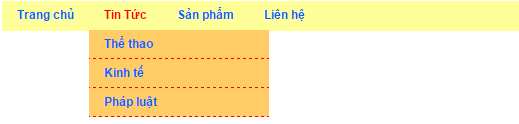 Trang chủ Tin Tức Sản phẩm Liên hệ
Thể thao
Kinh tế
Pháp luật